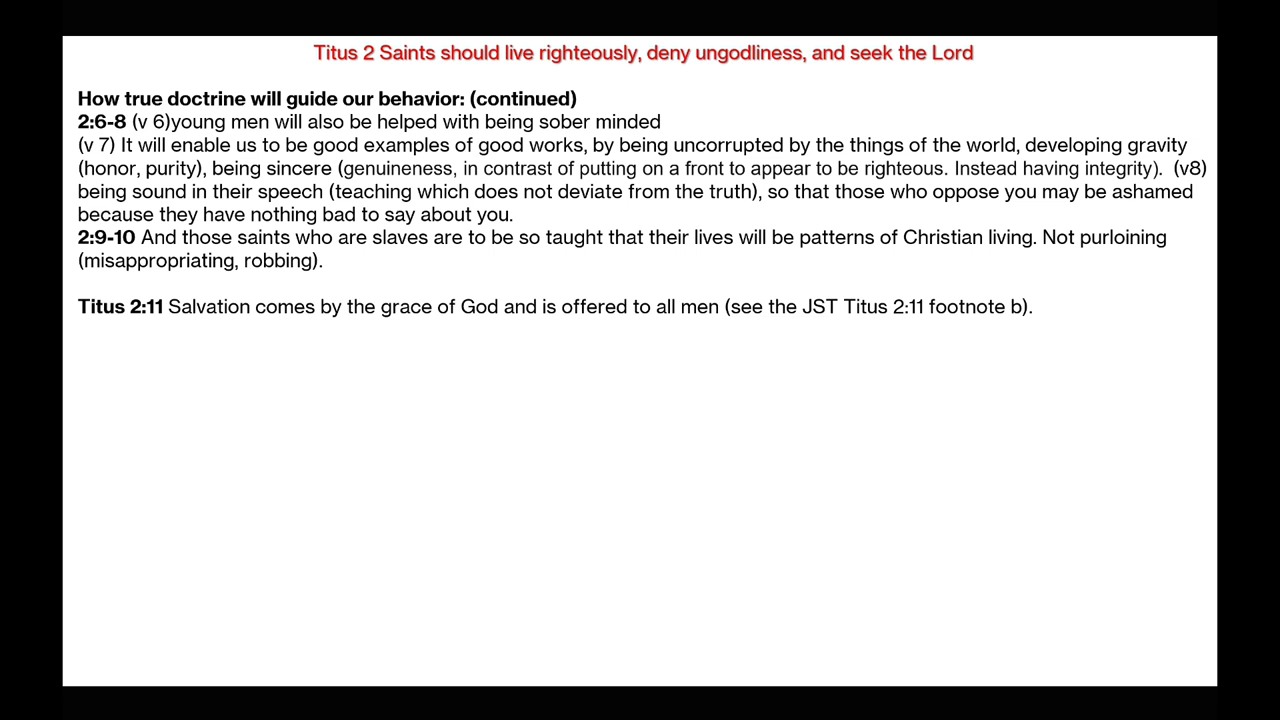 Titus 2 Saints should live righteously, deny ungodliness, and seek the Lord
How true doctrine will guide our behavior: (continued)
2:6-8 (v 6)young men will also be helped with being sober minded
(v 7) It will enable us to be good examples of good works, by being uncorrupted by the things of the world, developing gravity
(honor, purity), being sincere (genuineness, in contrast of putting on a front to appear to be righteous. Instead having integrity).  (v8)
being sound in their speech (teaching which does not deviate from the truth), so that those who oppose you may be ashamed
because they have nothing bad to say about you.
2:9-10 And those saints who are slaves are to be so taught that their lives will be patterns of Christian living. Not purloining
(misappropriating, robbing).
Titus 2:11 Salvation comes by the grace of God and is offered to all men (see the JST Titus 2:11 footnote b).